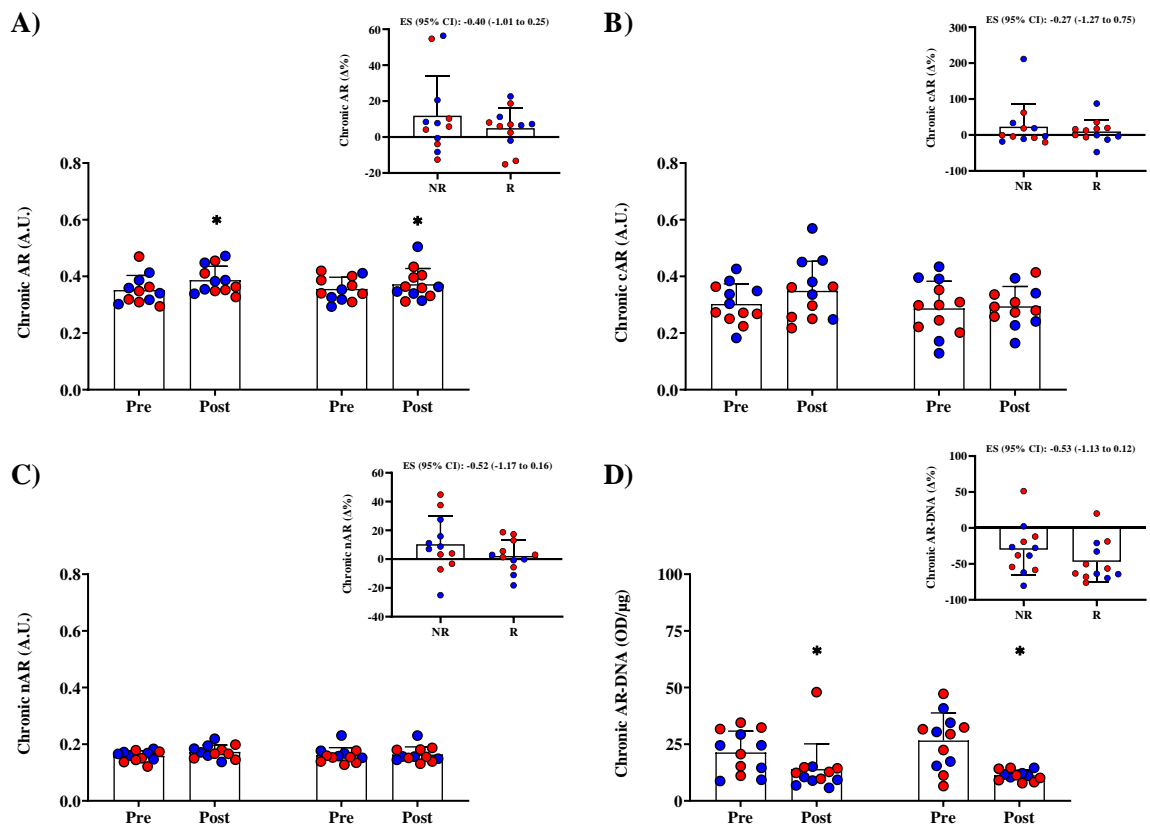 A)
ES (95% CI): -0.40 (-1.01 to 0.25)
Chronic AR (Δ%)
60
40
20
0
-20
NR R
Chronic AR (A.U.)
0.8
0.6
0.4
0.2
0.0
* *
Pre Post Pre Post
B)
ES (95% CI): -0.27 (-1.27 to 0.75)
Chronic cAR (Δ%)
300
200
100
0
-100
NR R
Chronic cAR (A.U.)
0.8
0.6
0.4
0.2
0.0
Pre Post Pre Post
C)
ES (95% CI): -0.52 (-1.17 to 0.16)
Chronic nAR (Δ%)
60
40
20
0
-20
-40
NR R
Chronic nAR (A.U.)
0.8
0.6
0.4
0.2
0.0
Pre Post Pre Post
D)
ES (95% CI): -0.53 (-1.13 to 0.12)
Chronic AR-DNA (Δ%)
100
50
0
-50
-100
NR R
Chronic AR-DNA (OD/µg)
100
75
50
25
0
* *
Pre Post Pre Post